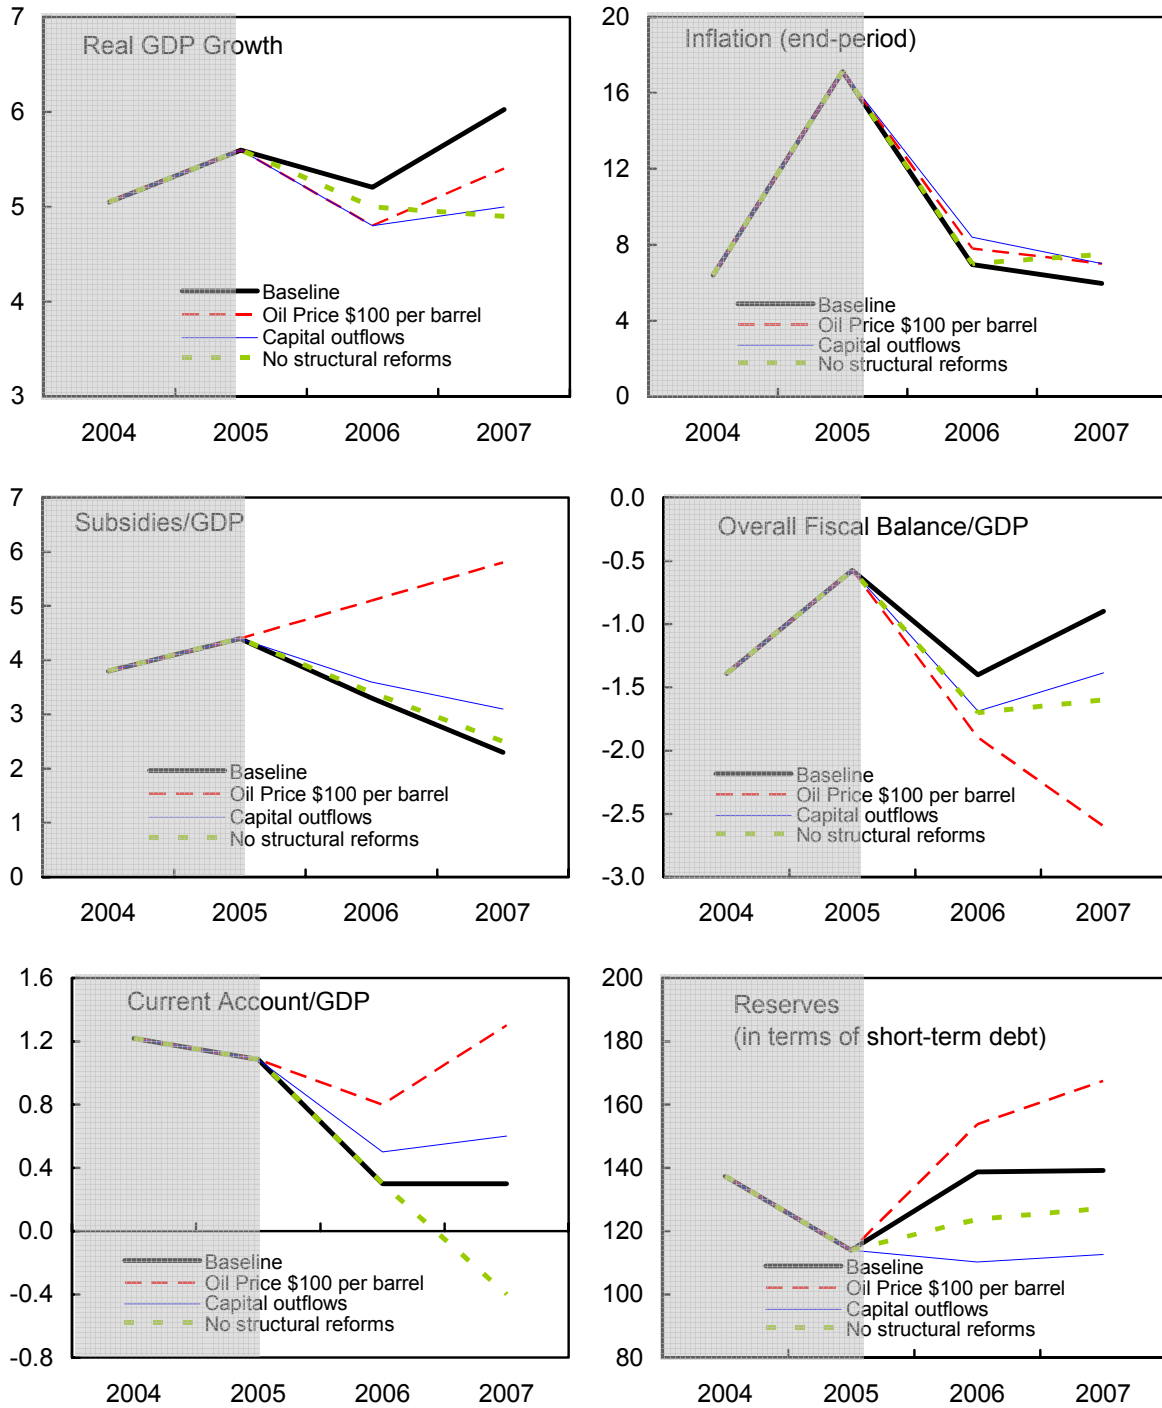 Real GDP Growth
7
6
5
4
3
Baseline
Oil Price $100 per barrel
Capital outflows
No structural reforms
2004 2005 2006 2007
Inflation (end-period)
20
16
12
8
4
0
Baseline
Oil Price $100 per barrel
Capital outflows
No structural reforms
2004 2005 2006 2007
Subsidies/GDP
7
6
5
4
3
2
1
0
Baseline
Oil Price $100 per barrel
Capital outflows
No structural reforms
2004 2005 2006 2007
Overall Fiscal Balance/GDP
0.0
-0.5
-1.0
-1.5
-2.0
-2.5
-3.0
Baseline
Oil Price $100 per barrel
Capital outflows
No structural reforms
2004 2005 2006 2007
Current Account/GDP
1.6
1.2
0.8
0.4
0.0
-0.4
-0.8
Baseline
Oil Price $100 per barrel
Capital outflows
No structural reforms
2004 2005 2006 2007
Reserves
(in terms of short-term debt)
200
180
160
140
120
100
80
Baseline
Oil Price $100 per barrel
Capital outflows
No structural reforms
2004 2005 2006 2007